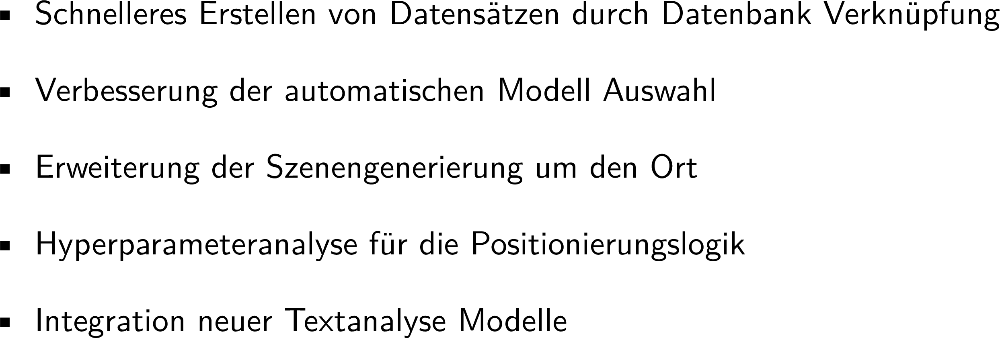 ▪ Schnelleres Erstellen von Datensätzen durch Datenbank Verknüpfung
▪ Verbesserung der automatischen Modell Auswahl
▪ Erweiterung der Szenengenerierung um den Ort
▪ Hyperparameteranalyse für die Positionierungslogik
▪ Integration neuer Textanalyse Modelle